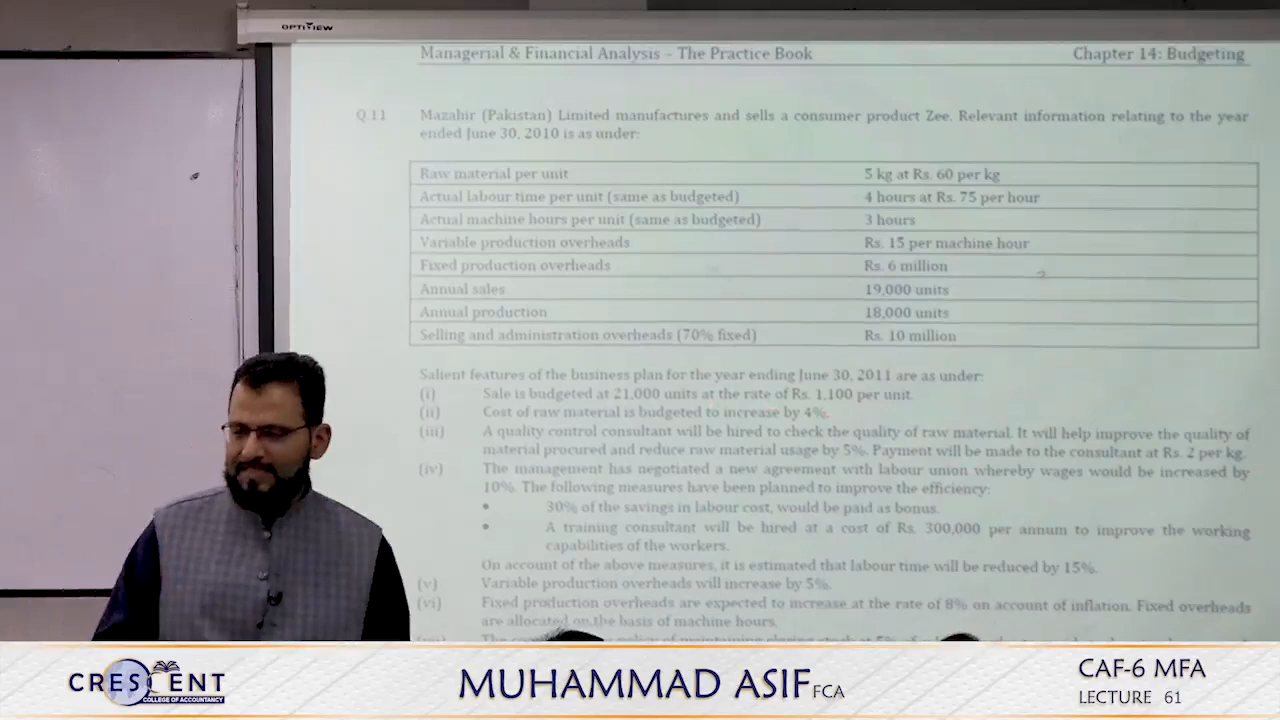 OPTIVIEW
Managerial & Financial Analysis – The Practice Book Chapter 14: Budgeting
Q.11 Mazahir (Pakistan) Limited manufactures and sells a consumer product Zee. Relevant information relating to the year
ended June 30, 2010 is as under:
Raw material per unit 5 kg at Rs. 60 per kg
Actual labour time per unit (same as budgeted) 4 hours at Rs. 75 per hour
Actual machine hours per unit (same as budgeted) 3 hours
Variable production overheads Rs. 15 per machine hour
Fixed production overheads Rs. 6 million
Annual sales 19,000 units
Annual production 18,000 units
Selling and administration overheads (70% fixed) Rs. 10 million
Salient features of the business plan for the year ending June 30, 2011 are as under:
(i) Sale is budgeted at 21,000 units at the rate of Rs. 1,100 per unit.
(ii) Cost of raw material is budgeted to increase by 4%.
(iii) A quality control consultant will be hired to check the quality of raw material. It will help improve the quality of
material procured and reduce raw material usage by 5%. Payment will be made to the consultant at Rs. 2 per kg.
(iv) The management has negotiated a new agreement with labour union whereby wages would be increased by
10%. The following measures have been planned to improve the efficiency:
• 30% of the savings in labour cost, would be paid as bonus.
• A training consultant will be hired at a cost of Rs. 300,000 per annum to improve the working
capabilities of the workers.
On account of the above measures, it is estimated that labour time will be reduced by 15%.
(v) Variable production overheads will increase by 5%.
(vi) Fixed production overheads are expected to increase at the rate of 8% on account of inflation. Fixed overheads
are allocated on the basis of machine hours.
policy of maintaining closing stock at 5% of
CRESCENT
COLLEGE OF ACCOUNTANCY
MUHAMMAD ASIF FCA
CAF-6 MFA
LECTURE 61